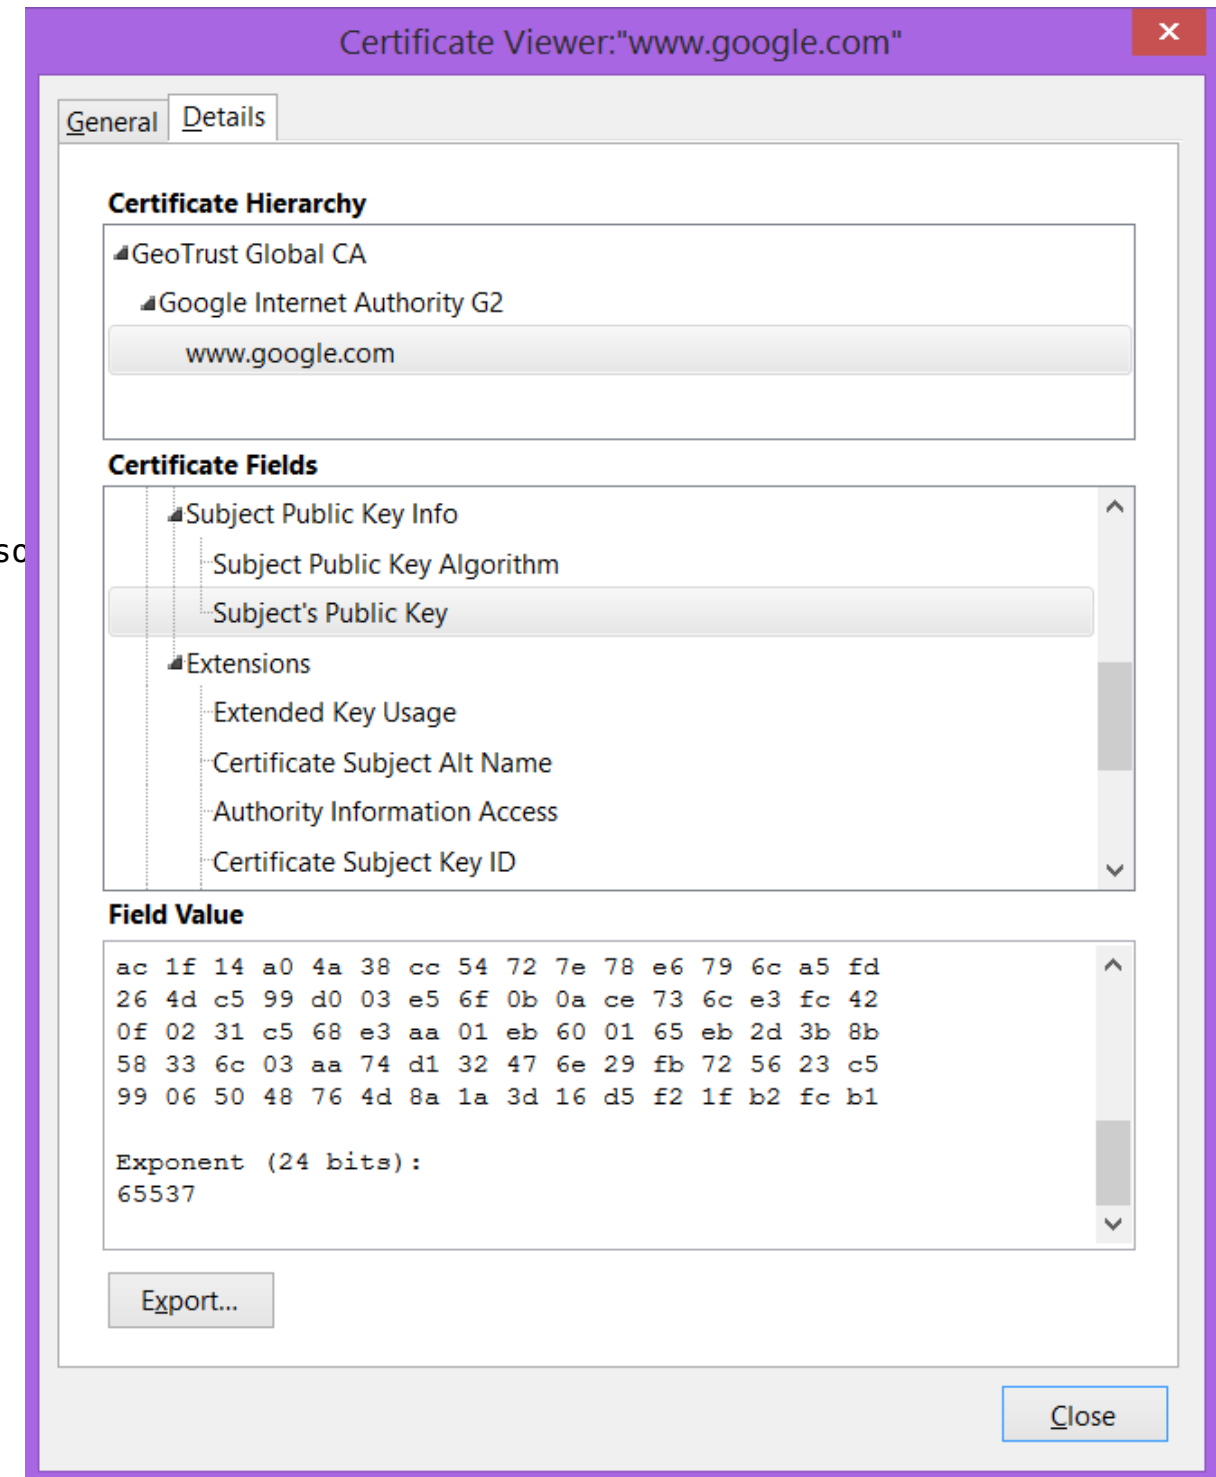 Certificate Viewer:"www.google.com"
General
Details
Certificate Hierarchy
GeoTrust Global CA
Google Internet Authority G2
www.google.com
Certificate Fields
Subject Public Key Info
so
Subject Public Key Algorithm
Subject's Public Key
Extensions
Extended Key Usage
Certificate Subject Alt Name
Authority Information Access
Certificate Subject Key ID
Field Value
ac 1f 14 a0 4a 38 cc 54 72 7e 78 e6 79 6c a5 fd
26 4d c5 99 d0 03 e5 6f 0b 0a ce 73 6c e3 fc 42
0f 02 31 c5 68 e3 aa 01 eb 60 01 65 eb 2d 3b 8b
58 33 6c 03 aa 74 d1 32 47 6e 29 fb 72 56 23 c5
99 06 50 48 76 4d 8a 1a 3d 16 d5 f2 1f b2 fc b1
Exponent (24 bits):
65537
Export...
Close